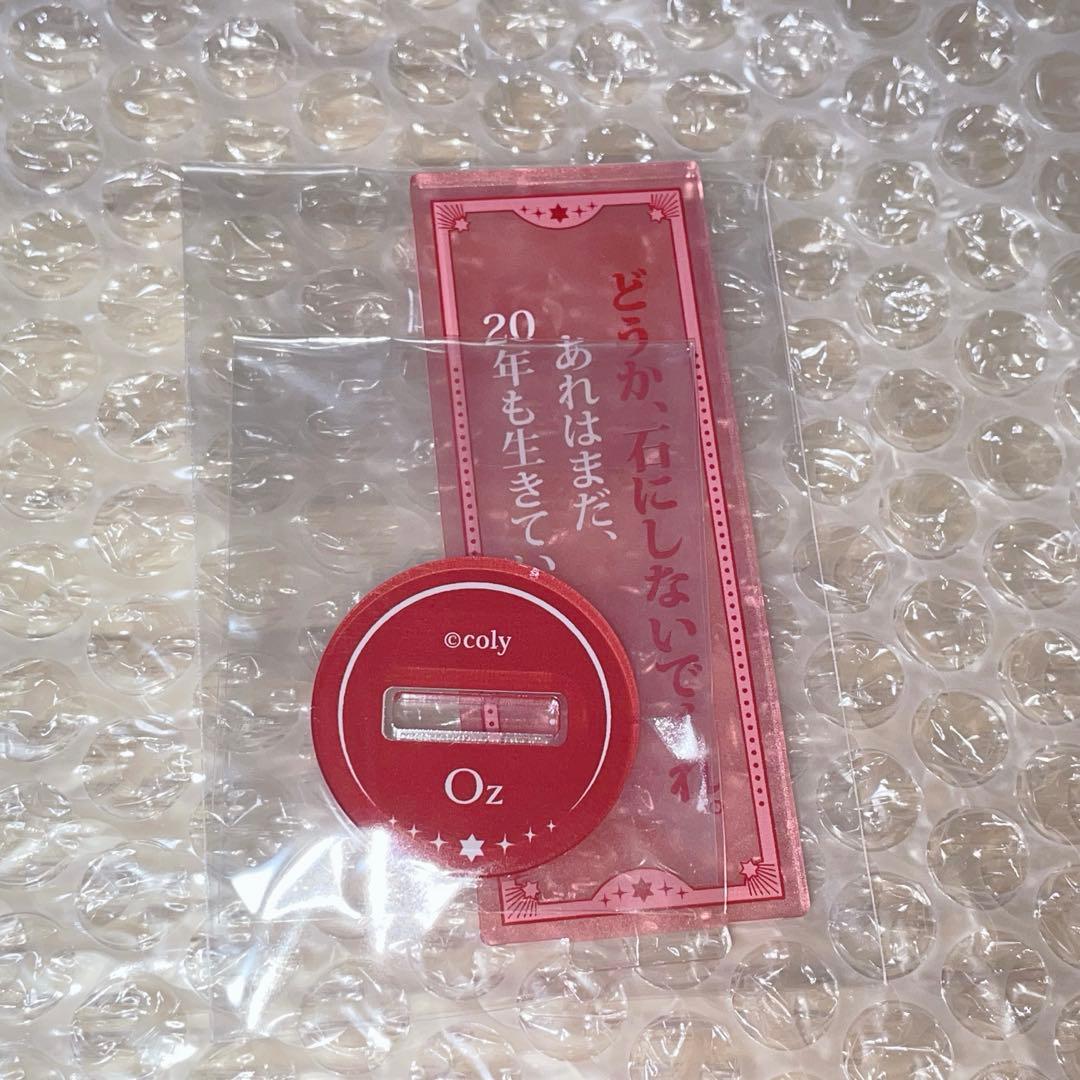 どうか、石にしないで
あれはまだ、
20年も生きてい
©coly
Oz